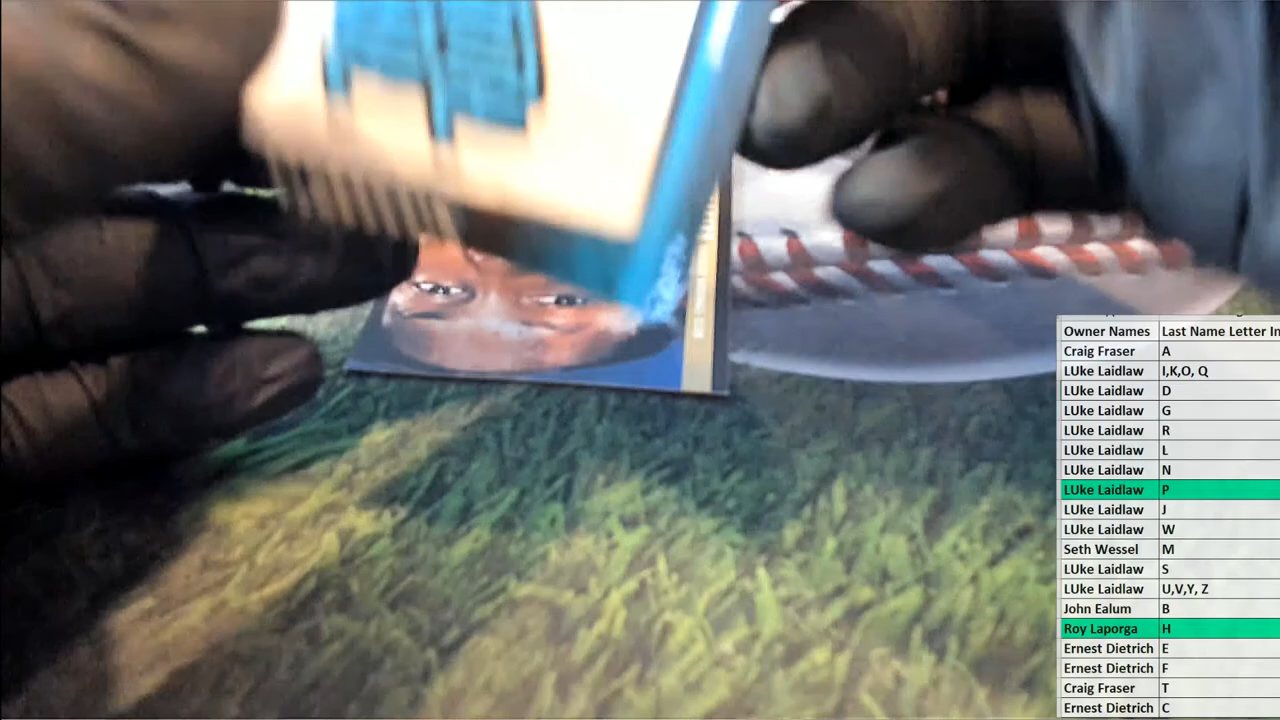 Owner Names Last Name Letter In
Craig Fraser A
LUke Laidlaw I,K,O, Q
LUke Laidlaw D
LUke Laidlaw G
LUke Laidlaw R
LUke Laidlaw L
LUke Laidlaw N
LUke Laidlaw P
LUke Laidlaw J
LUke Laidlaw W
Seth Wessel M
LUke Laidlaw S
LUke Laidlaw U,V,Y, Z
John Ealum B
Roy Laporga H
Ernest Dietrich E
Ernest Dietrich F
Craig Fraser T
Ernest Dietrich C